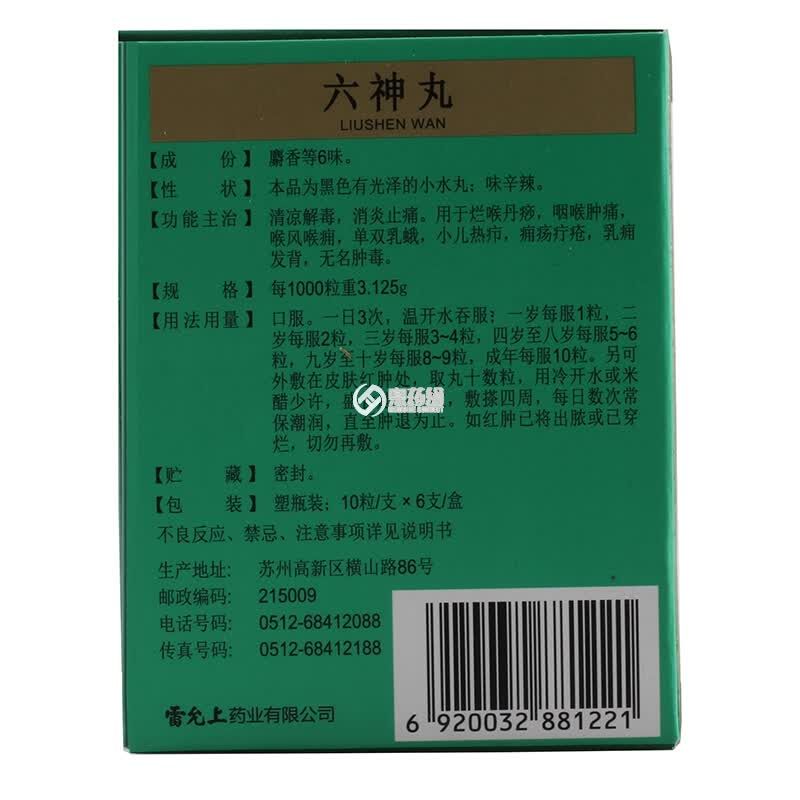 六神丸
LIUSHEN WAN
【成 份】麝香等6味。
【性 状】本品为黑色有光泽的小水丸；味辛辣。
【功能主治】清凉解毒，消炎止痛。用于烂喉丹痧，咽喉肿痛，
喉风喉痈，单双乳蛾，小儿热疖，痈疡疔疮，乳痈
发背，无名肿毒。
【规 格】每1000粒重3.125g
【用法用量】口服。一日3次，温开水吞服；一岁每服1粒，二
岁每服2粒，三岁每服3~4粒，四岁至八岁每服5~6
粒，九岁至十岁每服8~9粒，成年每服10粒。另可
外敷在皮肤红肿处，取丸十数粒，用冷开水或米
醋少许，盛 敷搽四周，每日数次常
保潮润，直至肿退为止。如红肿已将出脓或已穿
烂，切勿再敷。
【贮 藏】密封。
【包 装】塑瓶装；10粒/支×6支/盒
不良反应、禁忌、注意事项详见说明书
生产地址: 苏州高新区横山路86号
邮政编码: 215009
电话号码: 0512-68412088
传真号码: 0512-68412188
雷允上药业有限公司
6 920032 881221